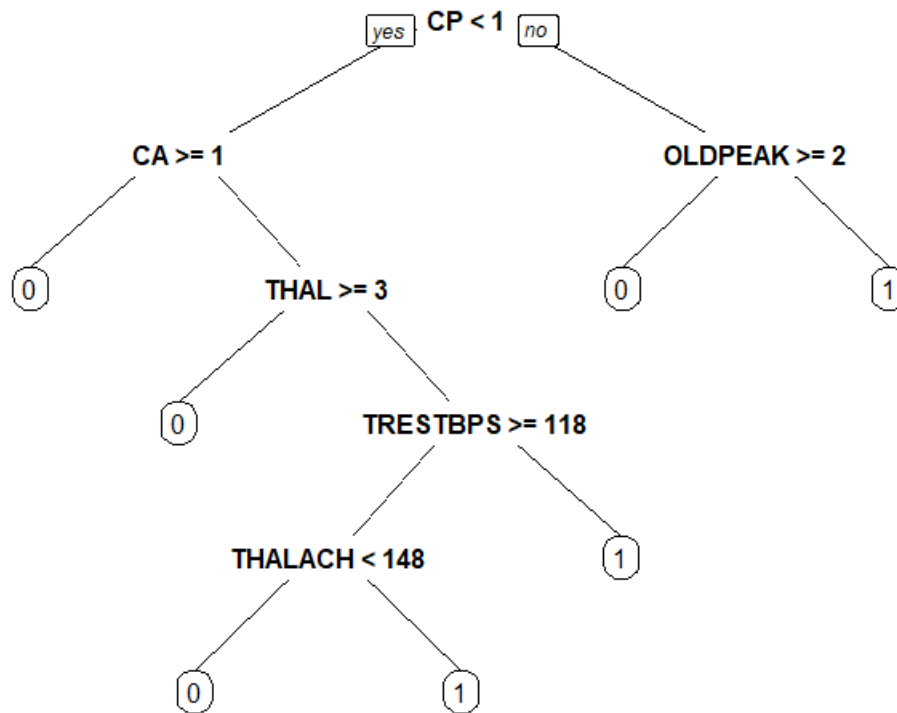 yes CP < 1 no
CA >= 1 OLDPEAK >= 2
0 THAL >= 3 0 1
0 TRESTBPS >= 118
THALACH < 148 1
0 1